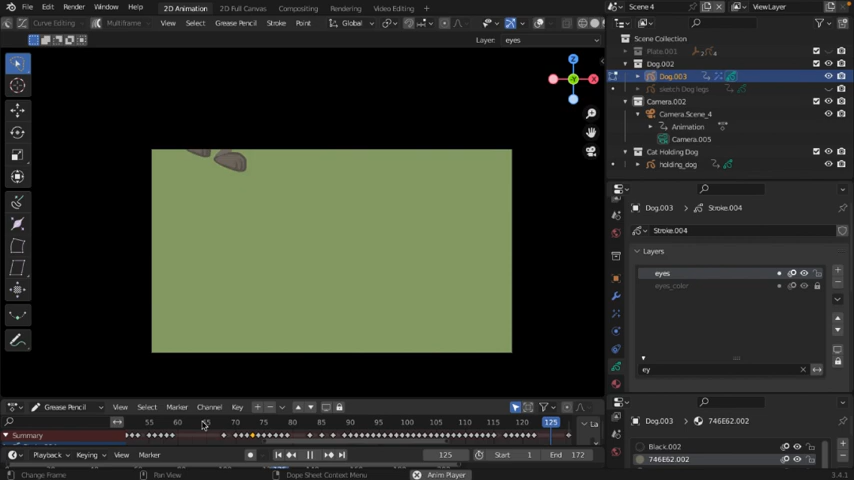 File Edit Render Window Help 2D Animation 2D Full Canvas Compositing Rendering Video Editing + Scene 4 ViewLayer
Multiframe View Select Grease Pencil Stroke Point Global
Layer: eyes
Scene Collection
Plata.001
Dog.002
Dog.003
sketch Dog legs
Camera.002
Camera.Scene_4
Animation
Camera.005
Cat Holding Dog
holding_dog
Dog.003 > Stroke.004
Stroke.004
Layers
eyes
eyes_color
ey
Grease Pencil View Select Marker Channel Key
55 60 65 70 75 80 85 90 95 100 105 110 115 120 125
Summary
Playback Keying View Marker 125 Start 1 End 172
Change Frame Pan View Dope Sheet Context Menu Anim Player
Dog.003 > 746E62.002
Black.002
746E62.002
3.4.1